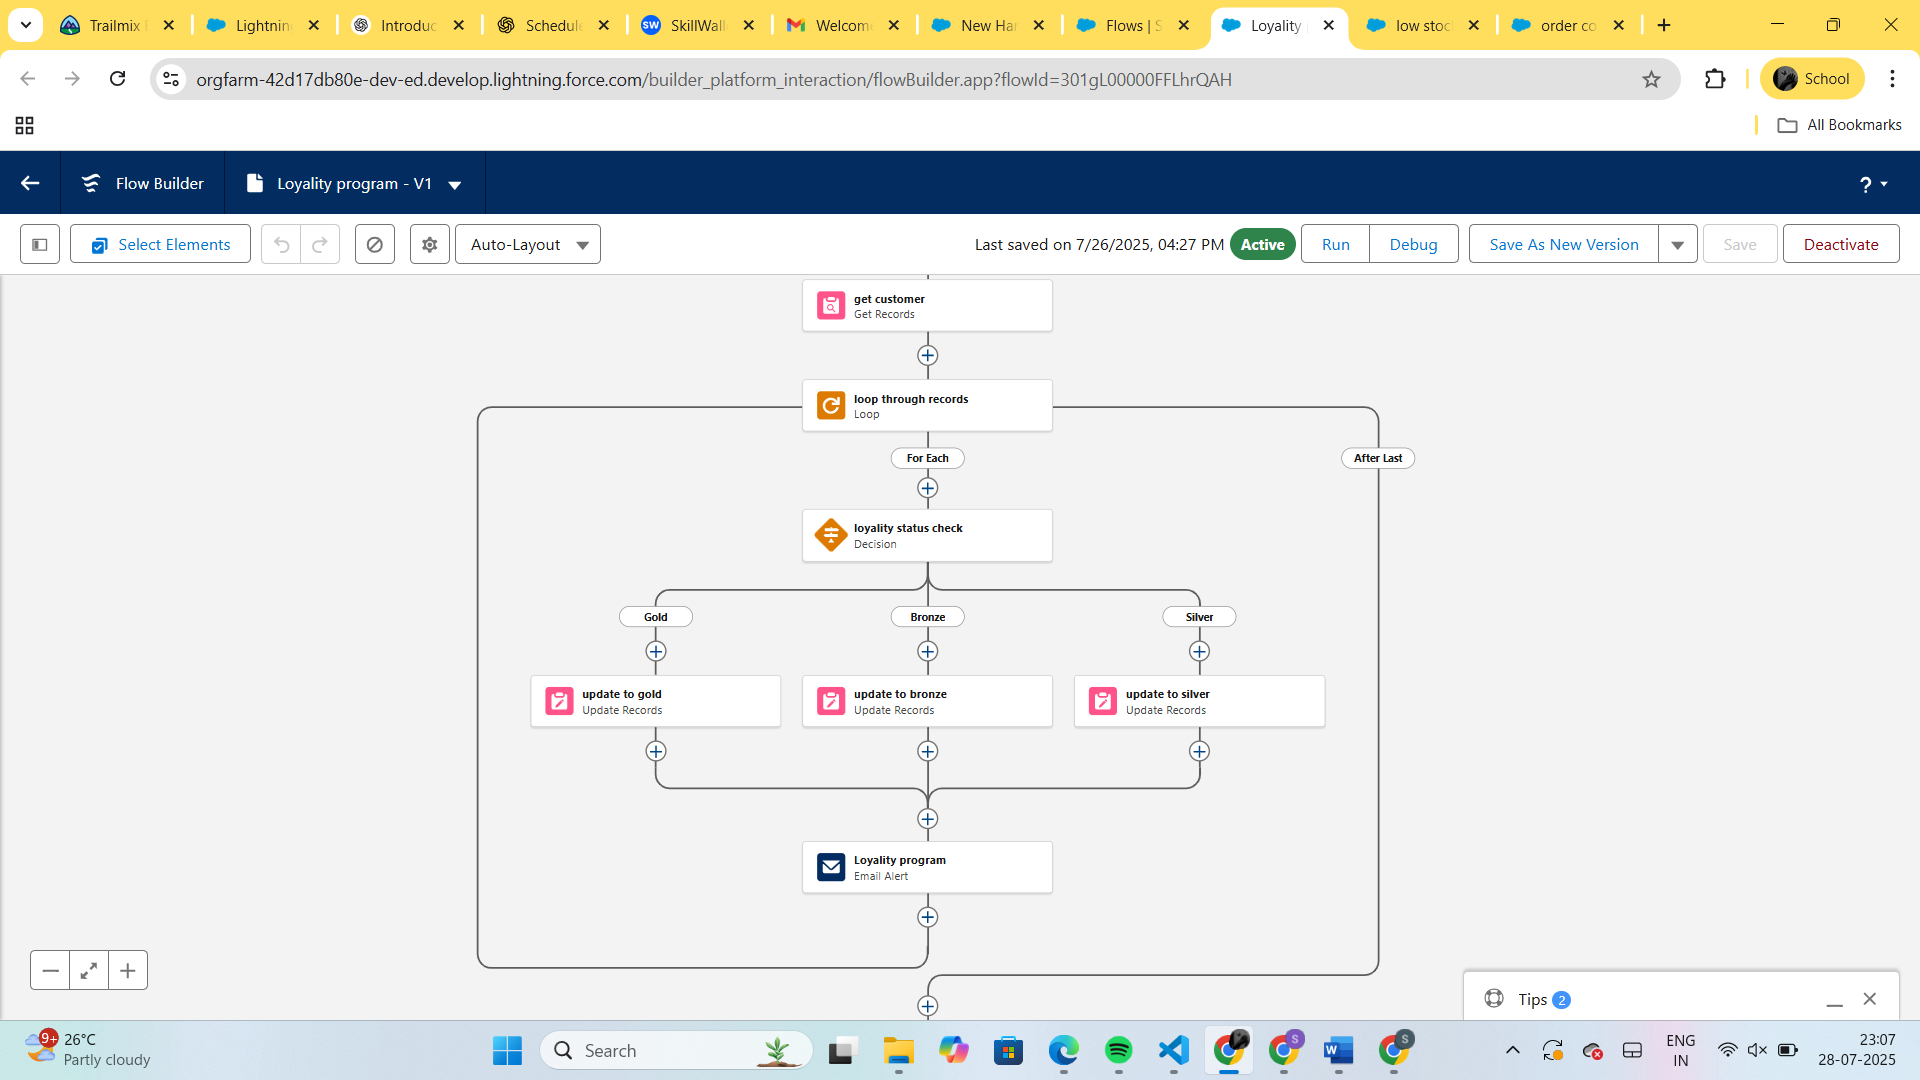 Trailmix
Lightnin
Introduc
Schedule
SW
SkillWall
Welcome
New Han
Flows | S
Loyality
low stoc
order co
orgfarm-42d17db80e-dev-ed.develop.lightning.force.com/builder_platform_interaction/flowBuilder.app?flowId=301gL00000FFLhrQAH
School
All Bookmarks
Flow Builder
Loyality program - V1
?
Select Elements
Auto-Layout
Last saved on 7/26/2025, 04:27 PM
Active
Run
Debug
Save As New Version
Save
Deactivate
get customer
Get Records
loop through records
Loop
For Each
After Last
loyality status check
Decision
Gold
Bronze
Silver
update to gold
Update Records
update to bronze
Update Records
update to silver
Update Records
Loyality program
Email Alert
Tips 2
9+
26°C
Partly cloudy
Search
S
S
ENG
IN
23:07
28-07-2025